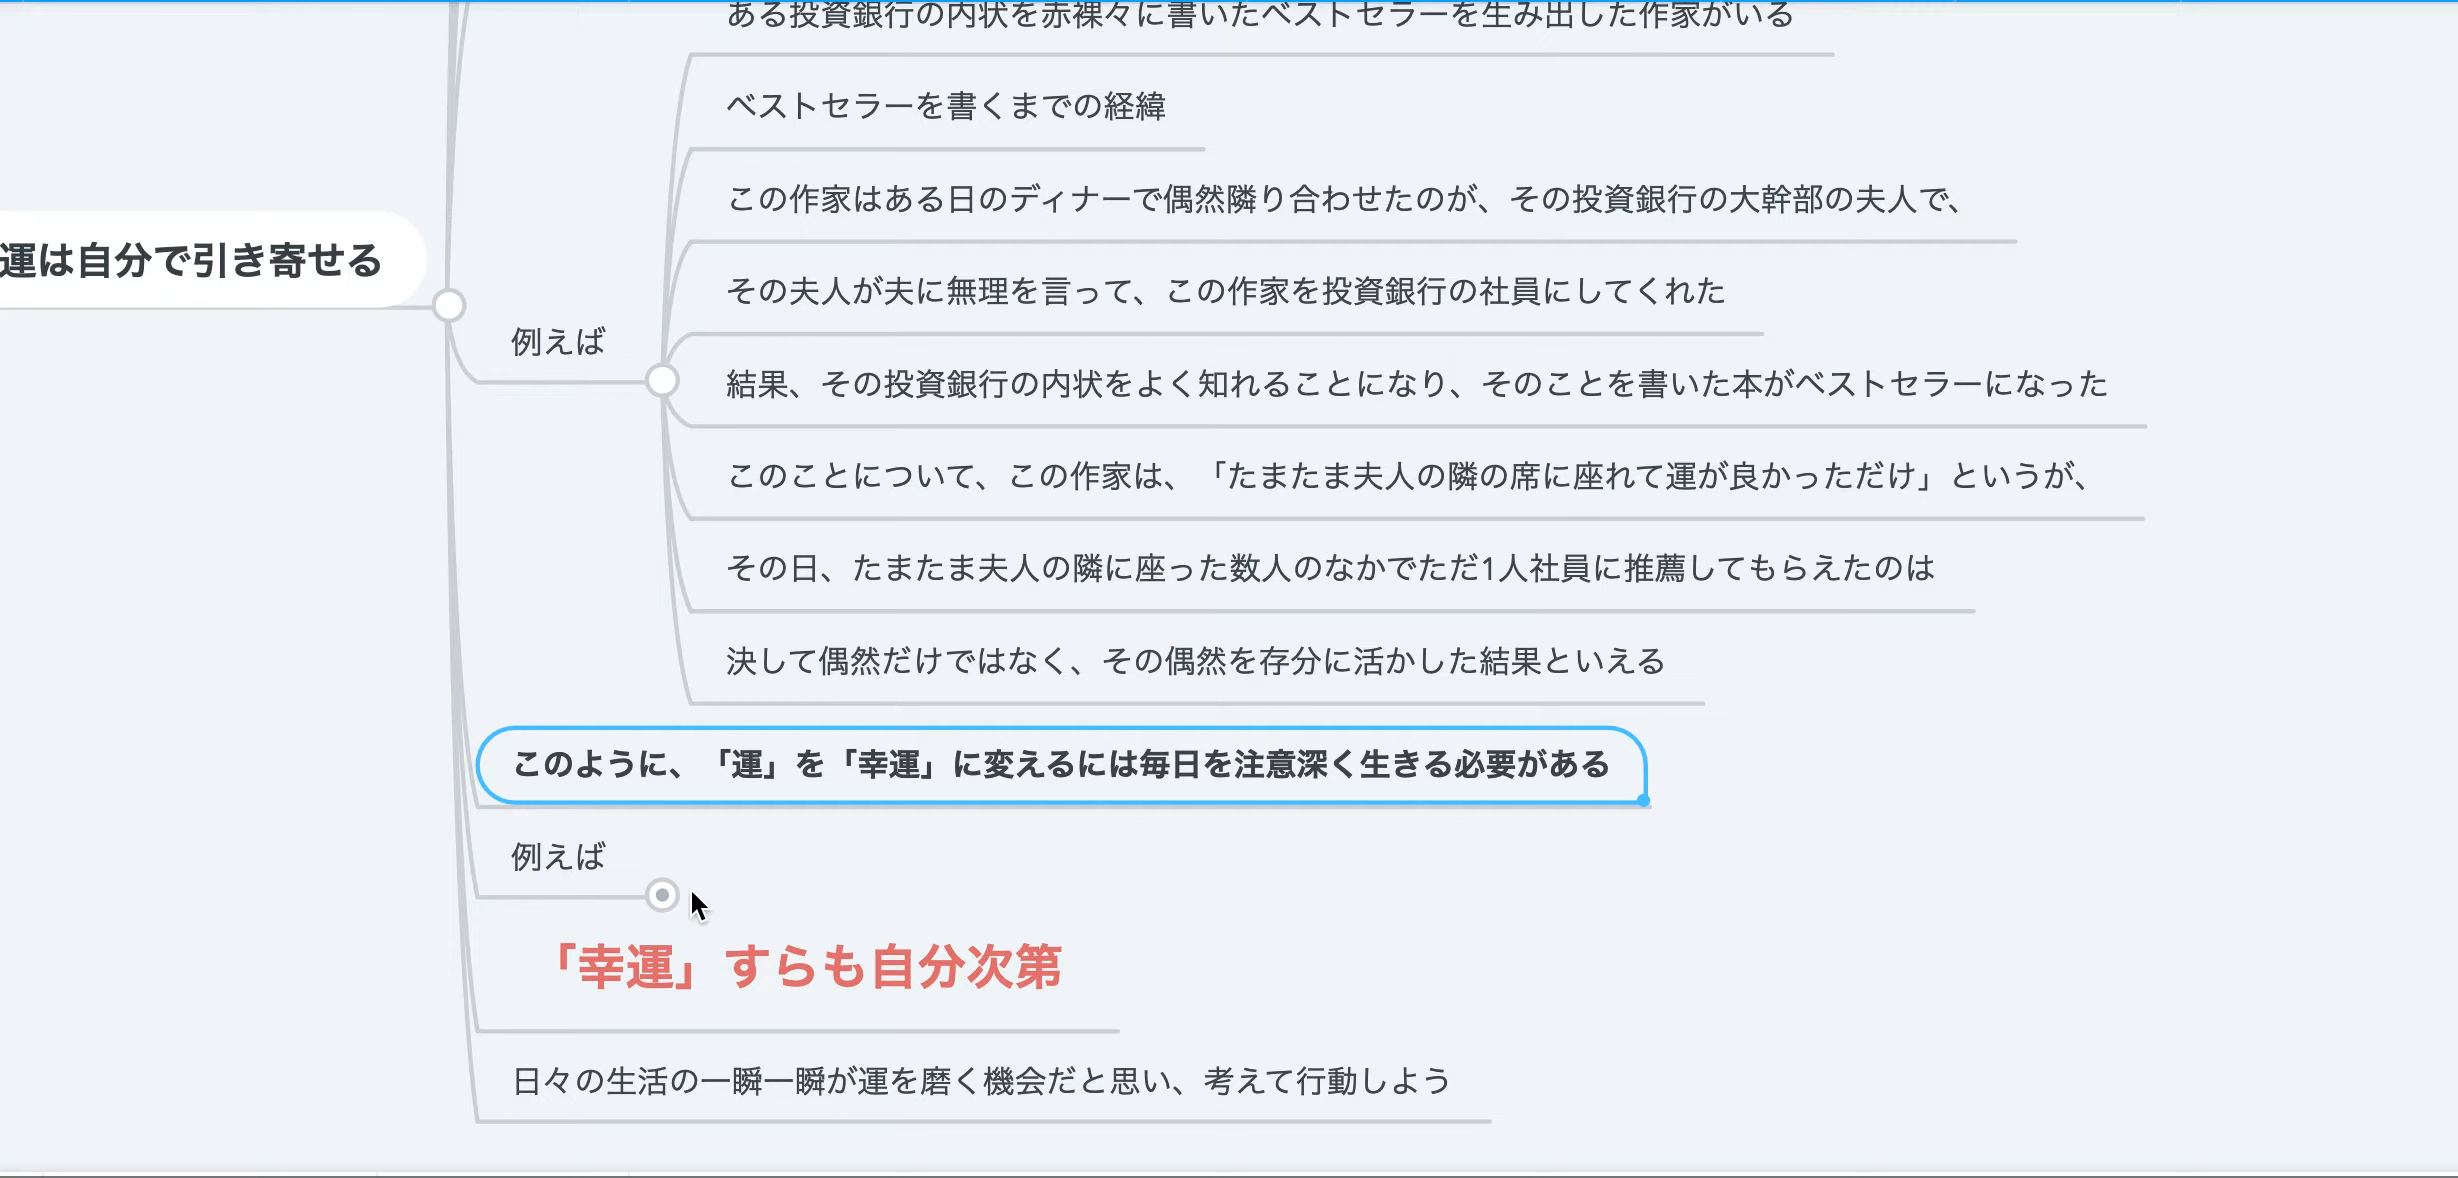 ある投資銀行の内状を赤裸々に書いたベストセラーを生み出した作家がいる
ベストセラーを書くまでの経緯
この作家はある日のディナーで偶然隣り合わせたのが、その投資銀行の大幹部の夫人で、
運は自分で引き寄せる
その夫人が夫に無理を言って、この作家を投資銀行の社員にしてくれた
例えば
結果、その投資銀行の内状をよく知れることになり、そのことを書いた本がベストセラーになった
このことについて、この作家は、「たまたま夫人の隣の席に座れて運が良かっただけ」というが、
その日、たまたま夫人の隣に座った数人のなかでただ1人社員に推薦してもらえたのは
決して偶然だけではなく、その偶然を存分に活かした結果といえる
このように、「運」を「幸運」に変えるには毎日を注意深く生きる必要がある
例えば
「幸運」すらも自分次第
日々の生活の一瞬一瞬が運を磨く機会だと思い、考えて行動しよう